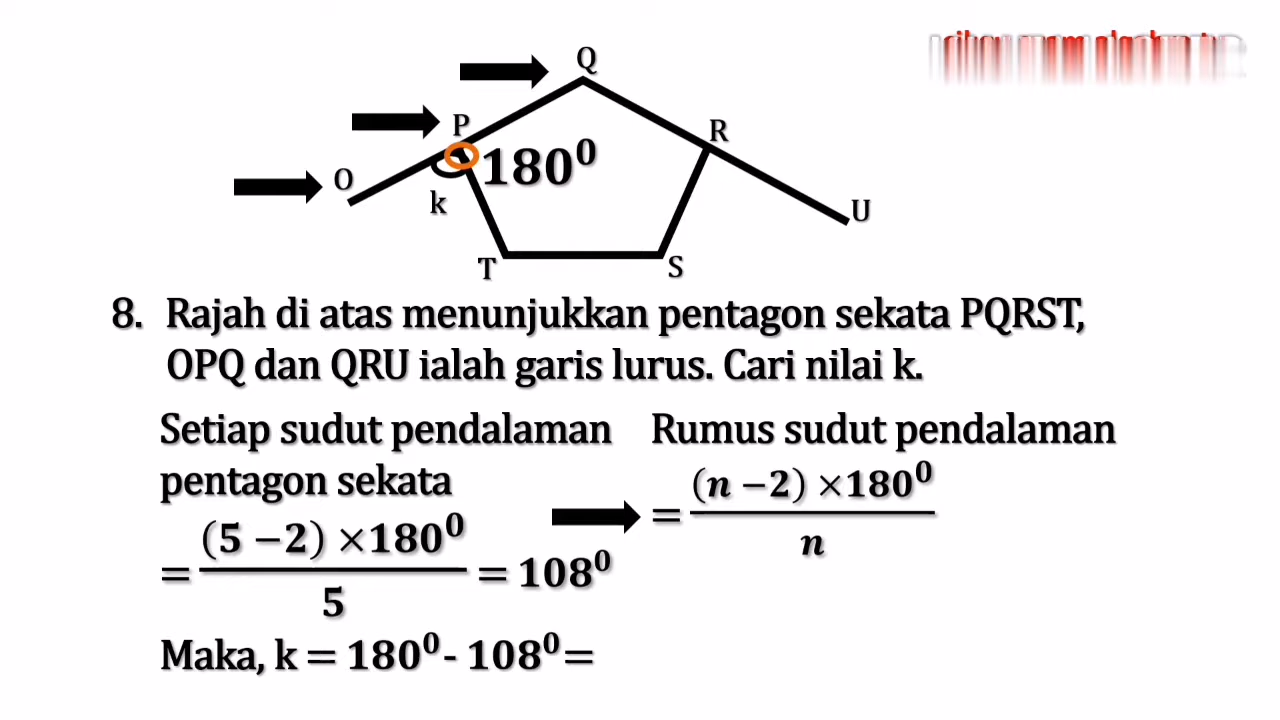 Q
P
R
180⁰
O
k
U
T
S
8. Rajah di atas menunjukkan pentagon sekata PQRST,
OPQ dan QRU ialah garis lurus. Cari nilai k.
Setiap sudut pendalaman
pentagon sekata
= (5 − 2) × 180⁰ / 5 = 108⁰
Rumus sudut pendalaman
= (n − 2) × 180⁰ / n
Maka, k = 180⁰ - 108⁰ =